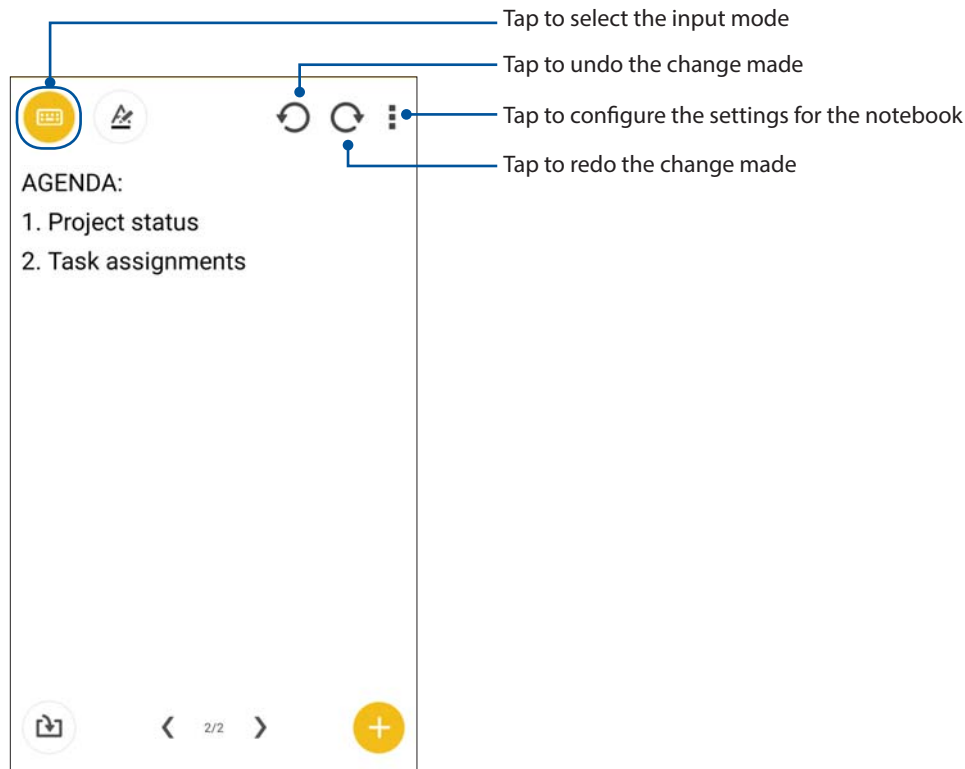 Tap to select the input mode
Tap to undo the change made
Tap to configure the settings for the notebook
Tap to redo the change made
AGENDA:
1. Project status
2. Task assignments
2/2